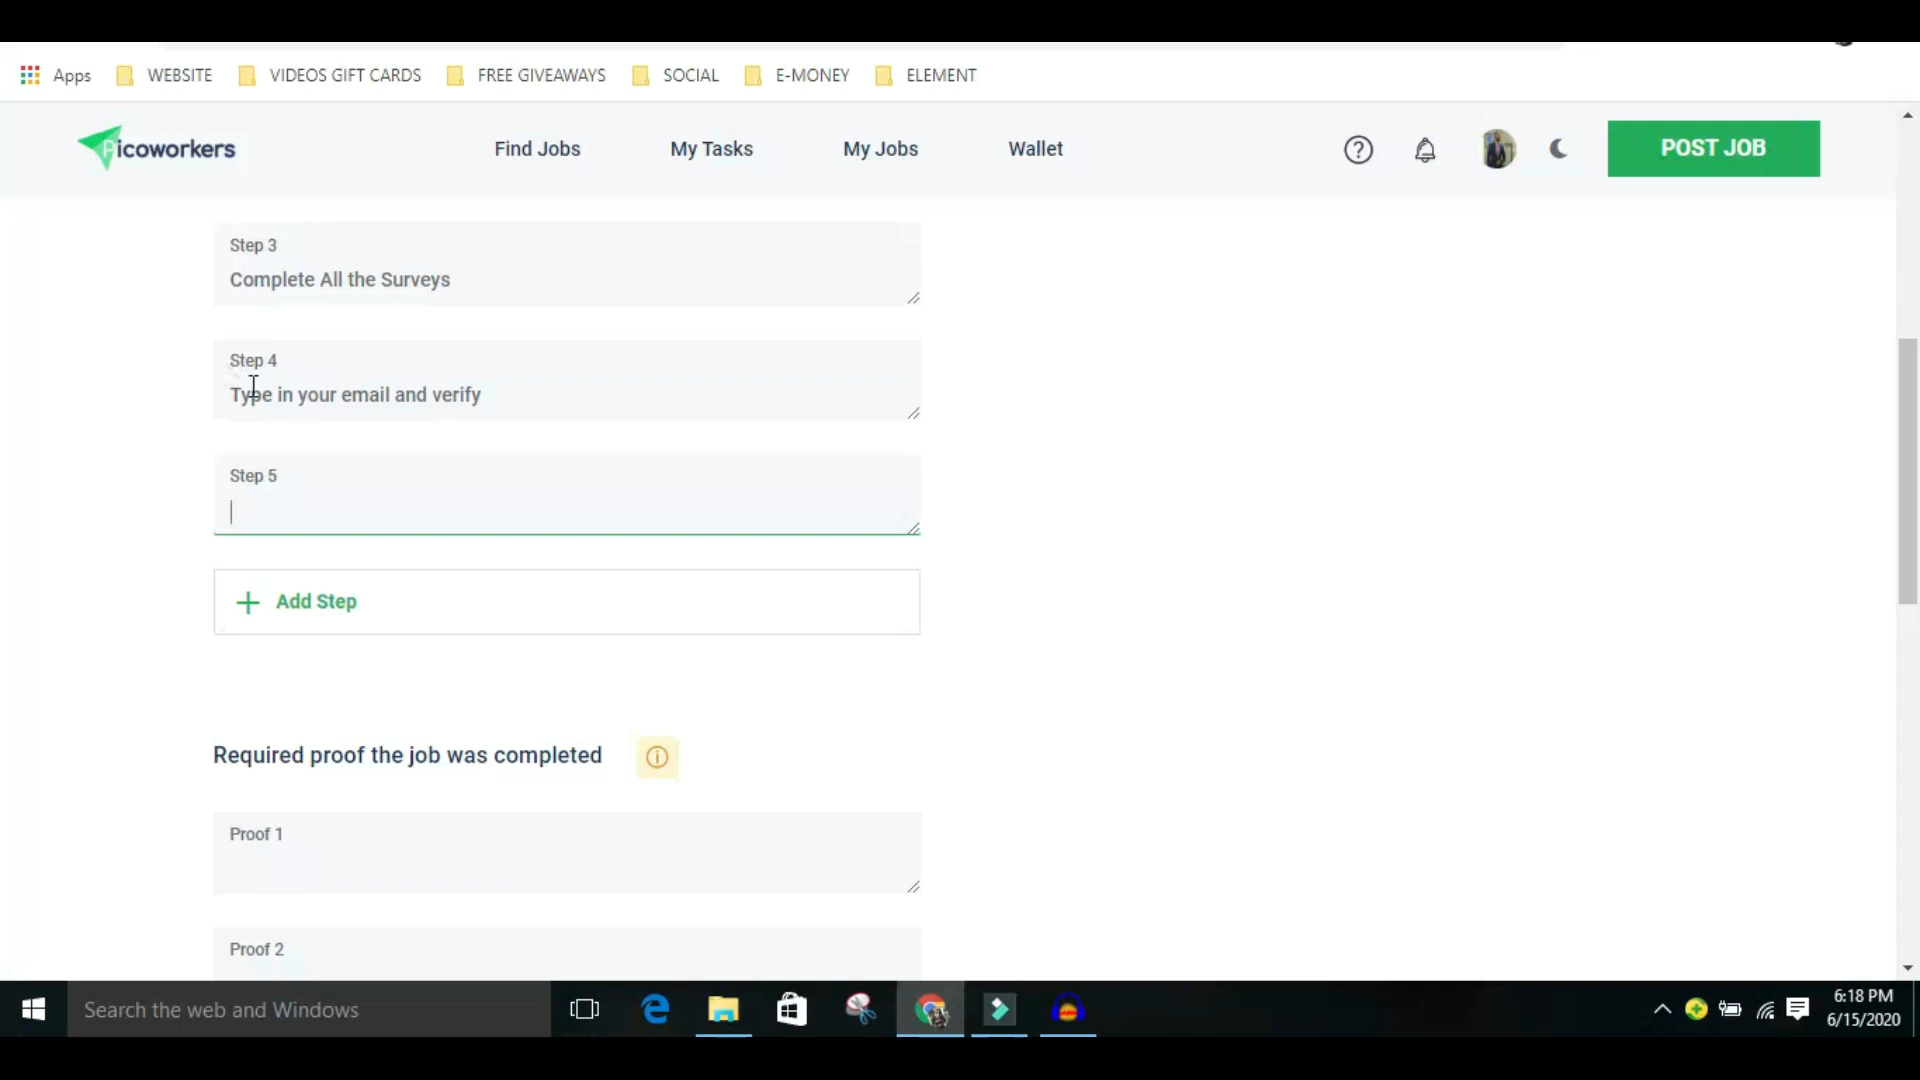 Apps WEBSITE VIDEOS GIFT CARDS FREE GIVEAWAYS SOCIAL E-MONEY ELEMENT
Picoworkers Find Jobs My Tasks My Jobs Wallet POST JOB
Step 3
Complete All the Surveys
Step 4
Type in your email and verify
Step 5
Add Step
Required proof the job was completed
Proof 1
Proof 2
Search the web and Windows
6:18 PM
6/15/2020